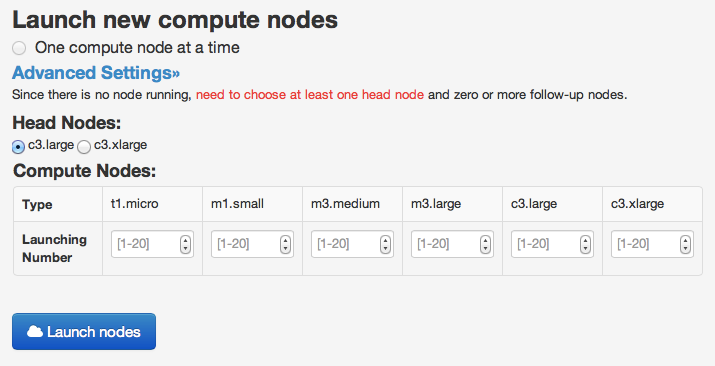 Launch new compute nodes
One compute node at a time
Advanced Settings»
Since there is no node running, need to choose at least one head node and zero or more follow-up nodes.
Head Nodes:
c3.large c3.xlarge
Compute Nodes:
Type t1.micro m1.small m3.medium m3.large c3.large c3.xlarge
Launching
Number [1-20] [1-20] [1-20] [1-20] [1-20] [1-20]
Launch nodes